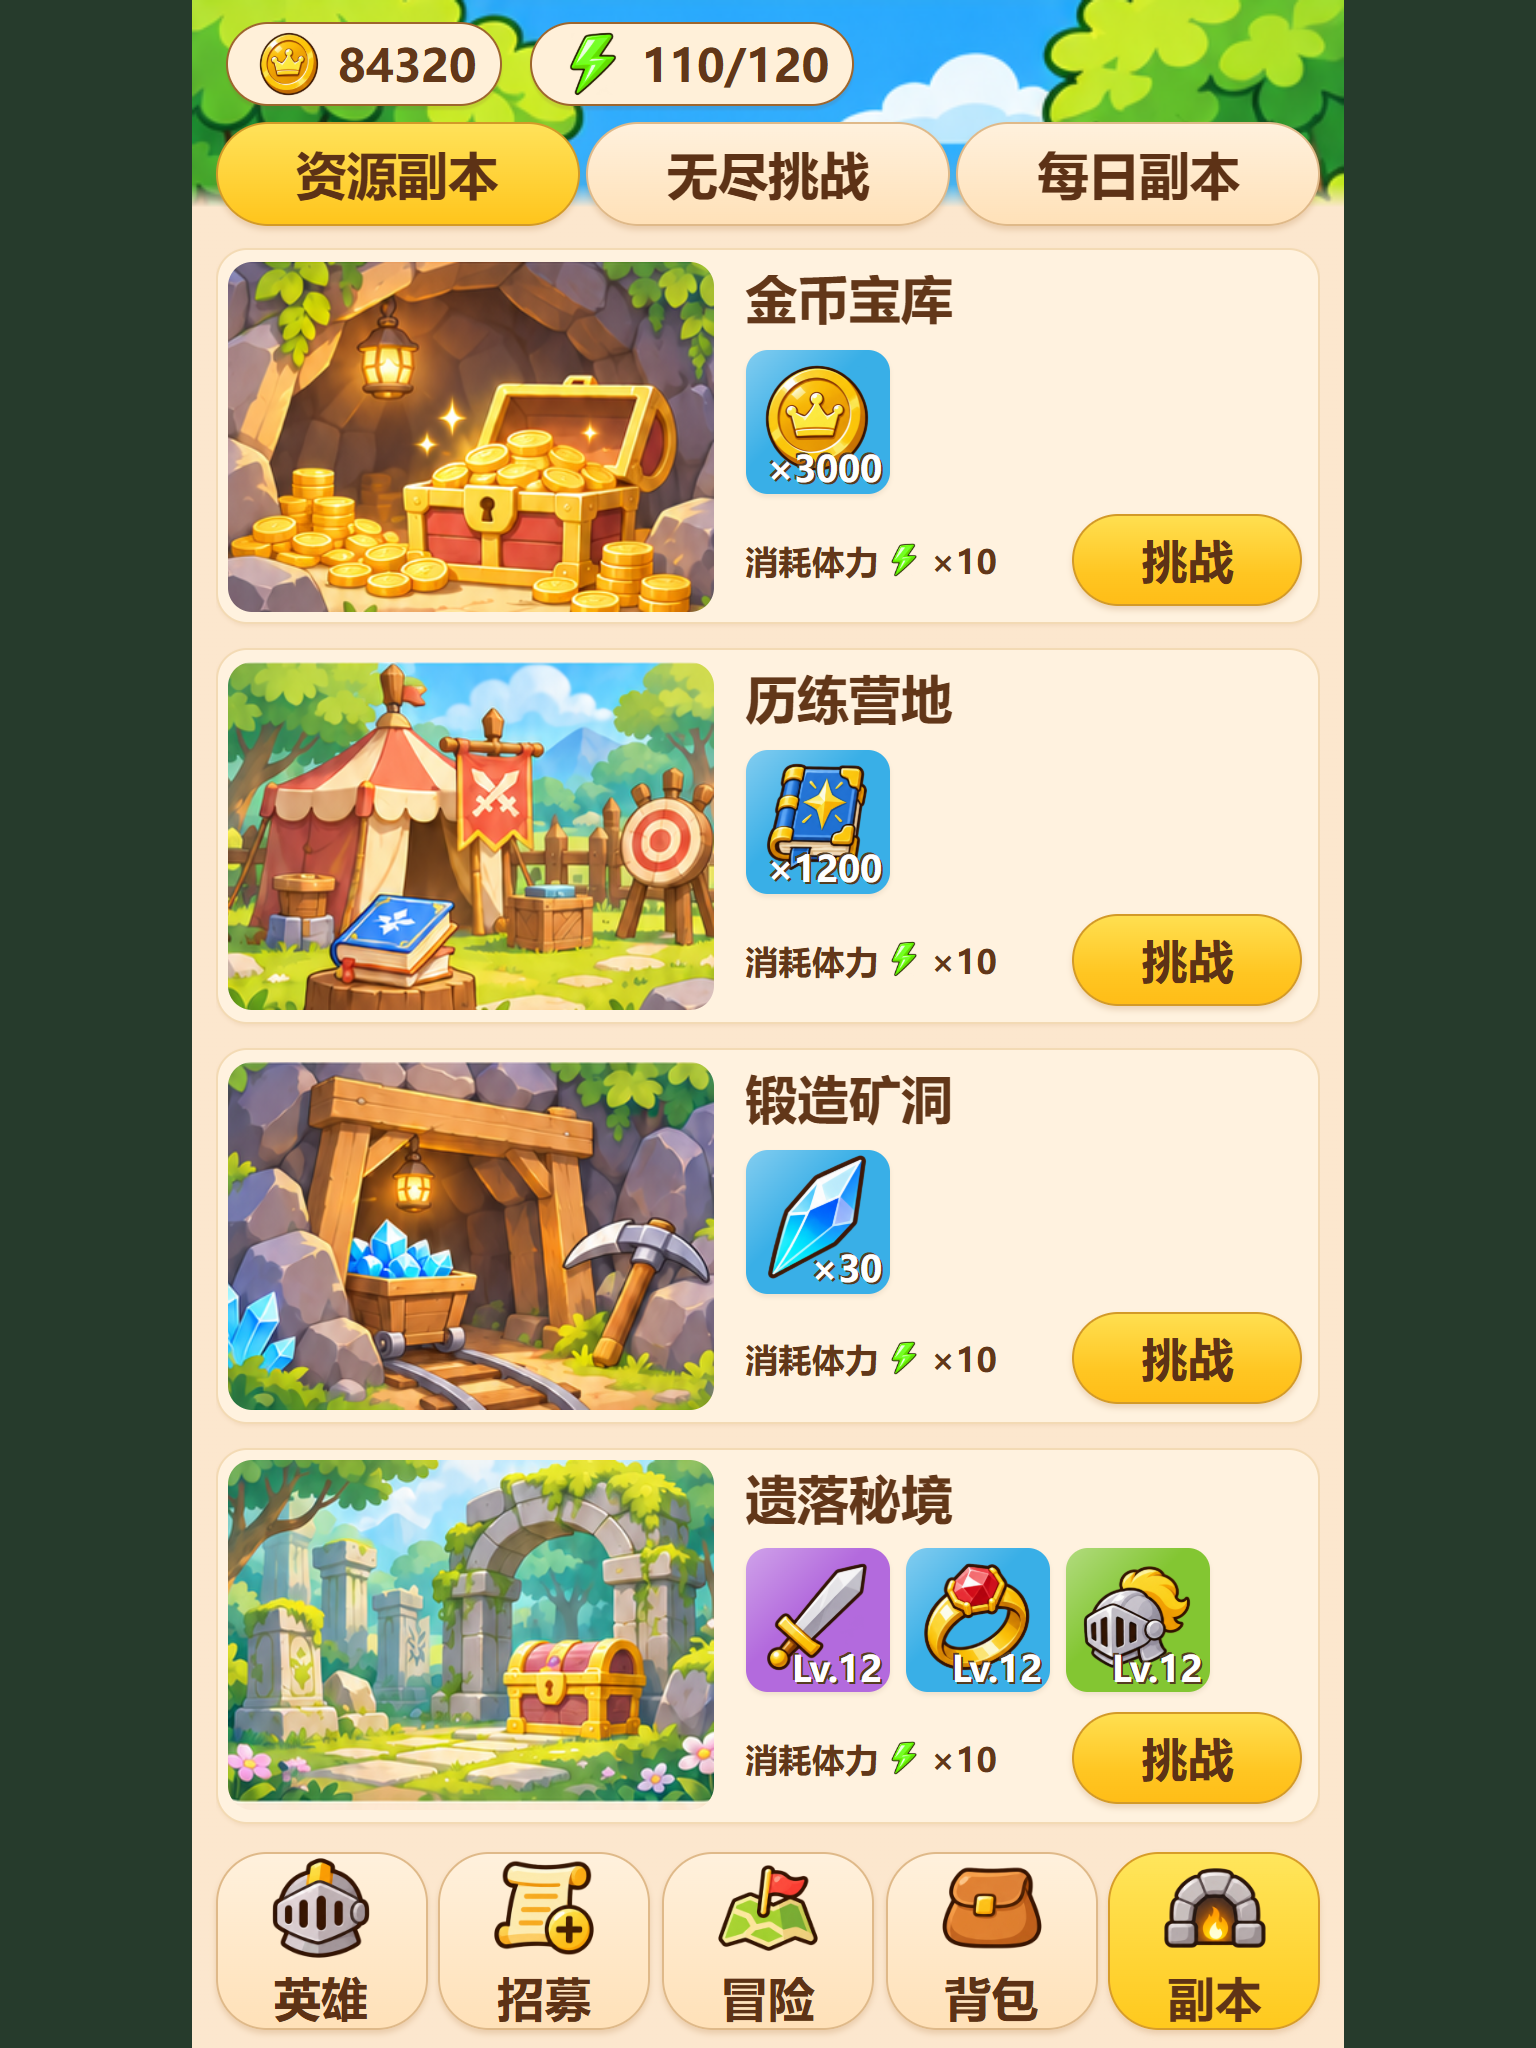 84320 110/120
资源副本 无尽挑战 每日副本
金币宝库
×3000
消耗体力 ×10 挑战
历练营地
×1200
消耗体力 ×10 挑战
锻造矿洞
×30
消耗体力 ×10 挑战
遗落秘境
Lv.12 Lv.12 Lv.12
消耗体力 ×10 挑战
英雄 招募 冒险 背包 副本